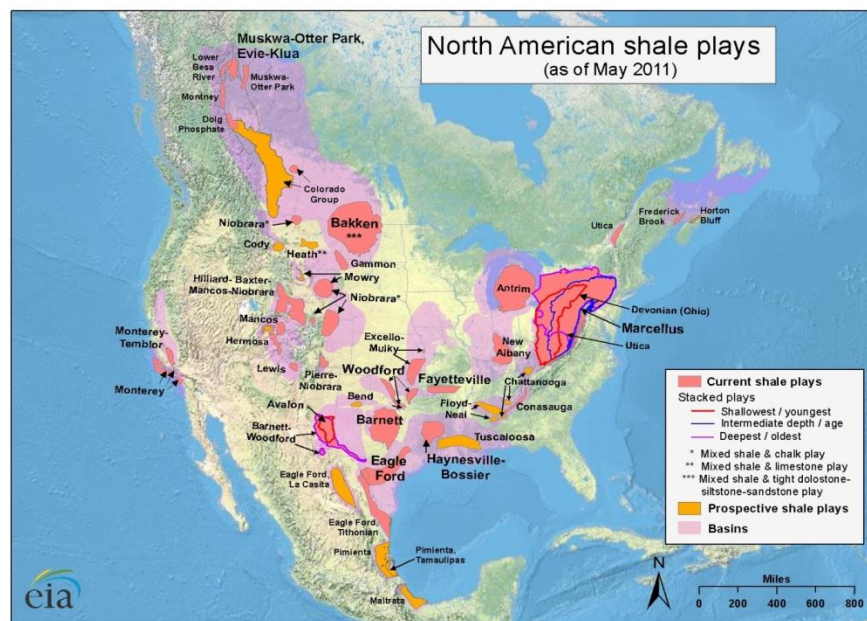 North American shale plays
(as of May 2011)
Muskwa-Otter Park,
Evie-Klua
Lower
Besa
River
Muskwa-
Otter Park
Montney
Doig
Phosphate
Colorado
Group
Niobrara*
Bakken
***
Cody
Heath**
Gammon
Mowry
Hilliard-Baxter-
Mancos-Niobrara
Niobrara*
Mancos
Hermosa
Monterey-
Temblor
Monterey
Lewis
Pierre-
Niobrara
Excello-
Mulky
Woodford
Fayetteville
Bend
Avalon
Barnett
Barnett-
Woodford
Eagle
Ford
Haynesville-
Bossier
Tuscaloosa
Floyd-
Neal
Conasauga
Chattanooga
New
Albany
Antrim
Devonian (Ohio)
Marcellus
Utica
Utica
Frederick
Brook
Horton
Bluff
Eagle Ford,
La Casita
Eagle Ford,
Tithonian
Pimienta
Pimienta,
Tamaulipas
Maltrata
Current shale plays
Stacked plays
Shallowest / youngest
Intermediate depth / age
Deepest / oldest
* Mixed shale & chalk play
** Mixed shale & limestone play
*** Mixed shale & tight dolostone-
siltstone-sandstone play
Prospective shale plays
Basins
N
Miles
0 200 400 600 800
eia